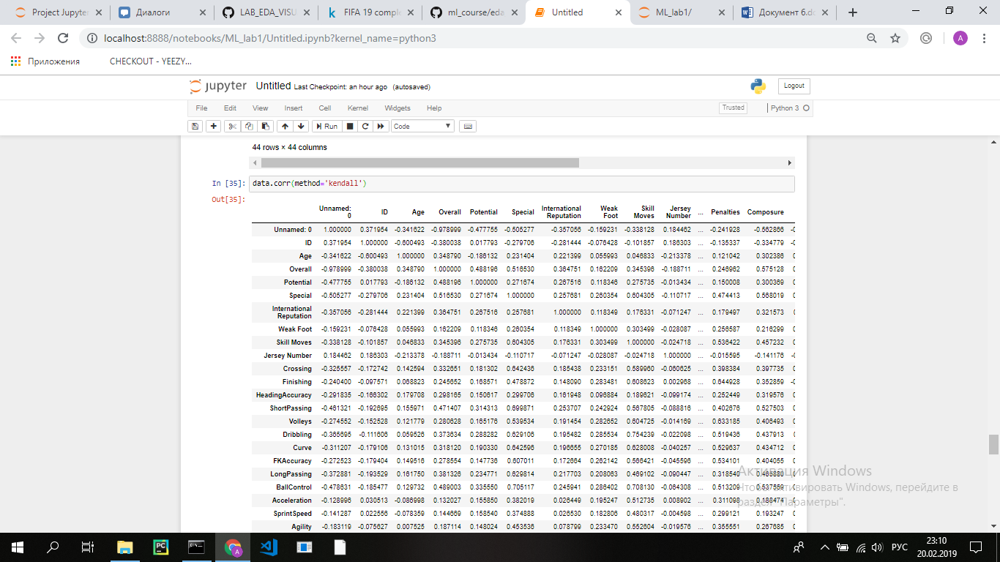 Project Jupyter
Диалоги
LAB_EDA_VISU
FIFA 19 comple
ml_course/eda
Untitled
ML_lab1/
Документ 6.do
localhost:8888/notebooks/ML_lab1/Untitled.ipynb?kernel_name=python3
A
Приложения CHECKOUT - YEEZY...
jupyter Untitled Last Checkpoint: an hour ago (autosaved) Logout
File Edit View Insert Cell Kernel Widgets Help Trusted Python 3
Run Code
44 rows × 44 columns
In [35]: data.corr(method='kendall')
Out[35]:
Unnamed: 0 ID Age Overall Potential Special International Reputation Weak Foot Skill Moves Jersey Number ... Penalties Composure
Unnamed: 0 1.000000 0.371954 -0.341622 -0.978999 -0.477755 -0.505277 -0.357056 -0.159231 -0.338128 0.184462 ... -0.241928 -0.562866 -0
ID 0.371954 1.000000 -0.600493 -0.380038 0.017793 -0.279706 -0.281444 -0.076428 -0.101857 0.186303 ... -0.135337 -0.334779 -0
Age -0.341622 -0.600493 1.000000 0.348790 -0.186132 0.231404 0.221399 0.055993 0.046833 -0.213378 ... 0.121042 0.302386 0
Overall -0.978999 -0.380038 0.348790 1.000000 0.488196 0.516530 0.364751 0.162209 0.345396 -0.188711 ... 0.246962 0.575128 0
Potential -0.477755 0.017793 -0.186132 0.488196 1.000000 0.271674 0.267516 0.118346 0.275735 -0.013434 ... 0.150008 0.300369 0
Special -0.505277 -0.279706 0.231404 0.516530 0.271674 1.000000 0.257681 0.260354 0.604305 -0.110717 ... 0.474413 0.568019 0
International Reputation -0.357056 -0.281444 0.221399 0.364751 0.267516 0.257681 1.000000 0.118349 0.176331 -0.071247 ... 0.179497 0.321573 0
Weak Foot -0.159231 -0.076428 0.055993 0.162209 0.118346 0.260354 0.118349 1.000000 0.303499 -0.028087 ... 0.256587 0.216299 0
Skill Moves -0.338128 -0.101857 0.046833 0.345396 0.275735 0.604305 0.176331 0.303499 1.000000 -0.024718 ... 0.536422 0.457232 0
Jersey Number 0.184462 0.186303 -0.213378 -0.188711 -0.013434 -0.110717 -0.071247 -0.028087 -0.024718 1.000000 ... -0.015595 -0.141176 -0
Crossing -0.325557 -0.172742 0.142594 0.332651 0.181302 0.642436 0.185438 0.233151 0.589960 -0.060625 ... 0.398384 0.397735 0
Finishing -0.240400 -0.097571 0.068823 0.245652 0.168571 0.478872 0.148090 0.283481 0.608623 0.002968 ... 0.644928 0.352859 -0
HeadingAccuracy -0.291835 -0.166302 0.179708 0.298165 0.150617 0.299706 0.161948 0.096884 0.189621 -0.099174 ... 0.252449 0.319576 0
ShortPassing -0.461321 -0.192695 0.155971 0.471407 0.314313 0.699871 0.253707 0.242924 0.567805 -0.088816 ... 0.402676 0.527503 0
Volleys -0.274552 -0.152528 0.121779 0.280628 0.165176 0.539534 0.191454 0.282652 0.604725 -0.014169 ... 0.633185 0.406493 0
Dribbling -0.365695 -0.111606 0.059526 0.373634 0.288282 0.629106 0.195482 0.285534 0.754239 -0.022098 ... 0.519436 0.437913 0
Curve -0.311207 -0.179106 0.131015 0.318120 0.190330 0.642596 0.196655 0.270185 0.628008 -0.040257 ... 0.529637 0.434712 0
FKAccuracy -0.272523 -0.179404 0.149516 0.278554 0.147736 0.607011 0.172664 0.262142 0.566421 -0.045596 ... 0.534101 0.404055 0
LongPassing -0.372881 -0.193529 0.161750 0.381326 0.234771 0.629814 0.217703 0.208063 0.469102 -0.090447 ... 0.318540
BallControl -0.478631 -0.185477 0.129732 0.489003 0.335550 0.705117 0.245941 0.286402 0.708130 -0.064308 ... 0.513209 0.537569 0
Acceleration -0.128996 0.030513 -0.086998 0.132027 0.155850 0.382019 0.026449 0.195247 0.512735 0.008902 ... 0.311098 0.188474 0
SprintSpeed -0.141287 0.022556 -0.078359 0.144669 0.158540 0.374888 0.026530 0.182806 0.480317 -0.004598 ... 0.299121 0.193247 0
Agility -0.183119 -0.075627 0.007525 0.187114 0.148024 0.453536 0.078799 0.233470 0.552604 -0.019576 ... 0.355551 0.267685 0
Активация Windows
Чтобы активировать Windows, перейдите в
раздел "Параметры".
РУС
23:10
20.02.2019